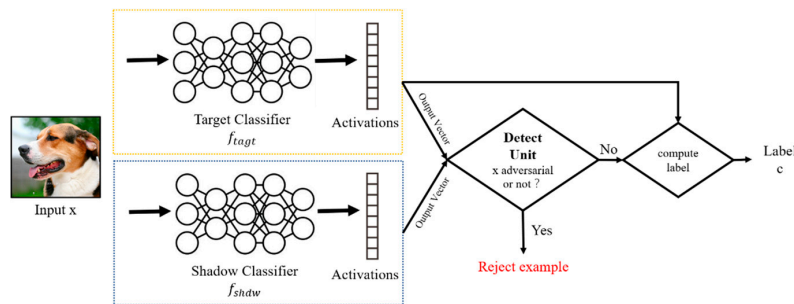 Input x
Target Classifier
f_tagt
Activations
Shadow Classifier
f_shdw
Activations
Output Vector
Output Vector
Detect
Unit
x adversarial
or not ?
No
Yes
Reject example
compute
label
Label
c